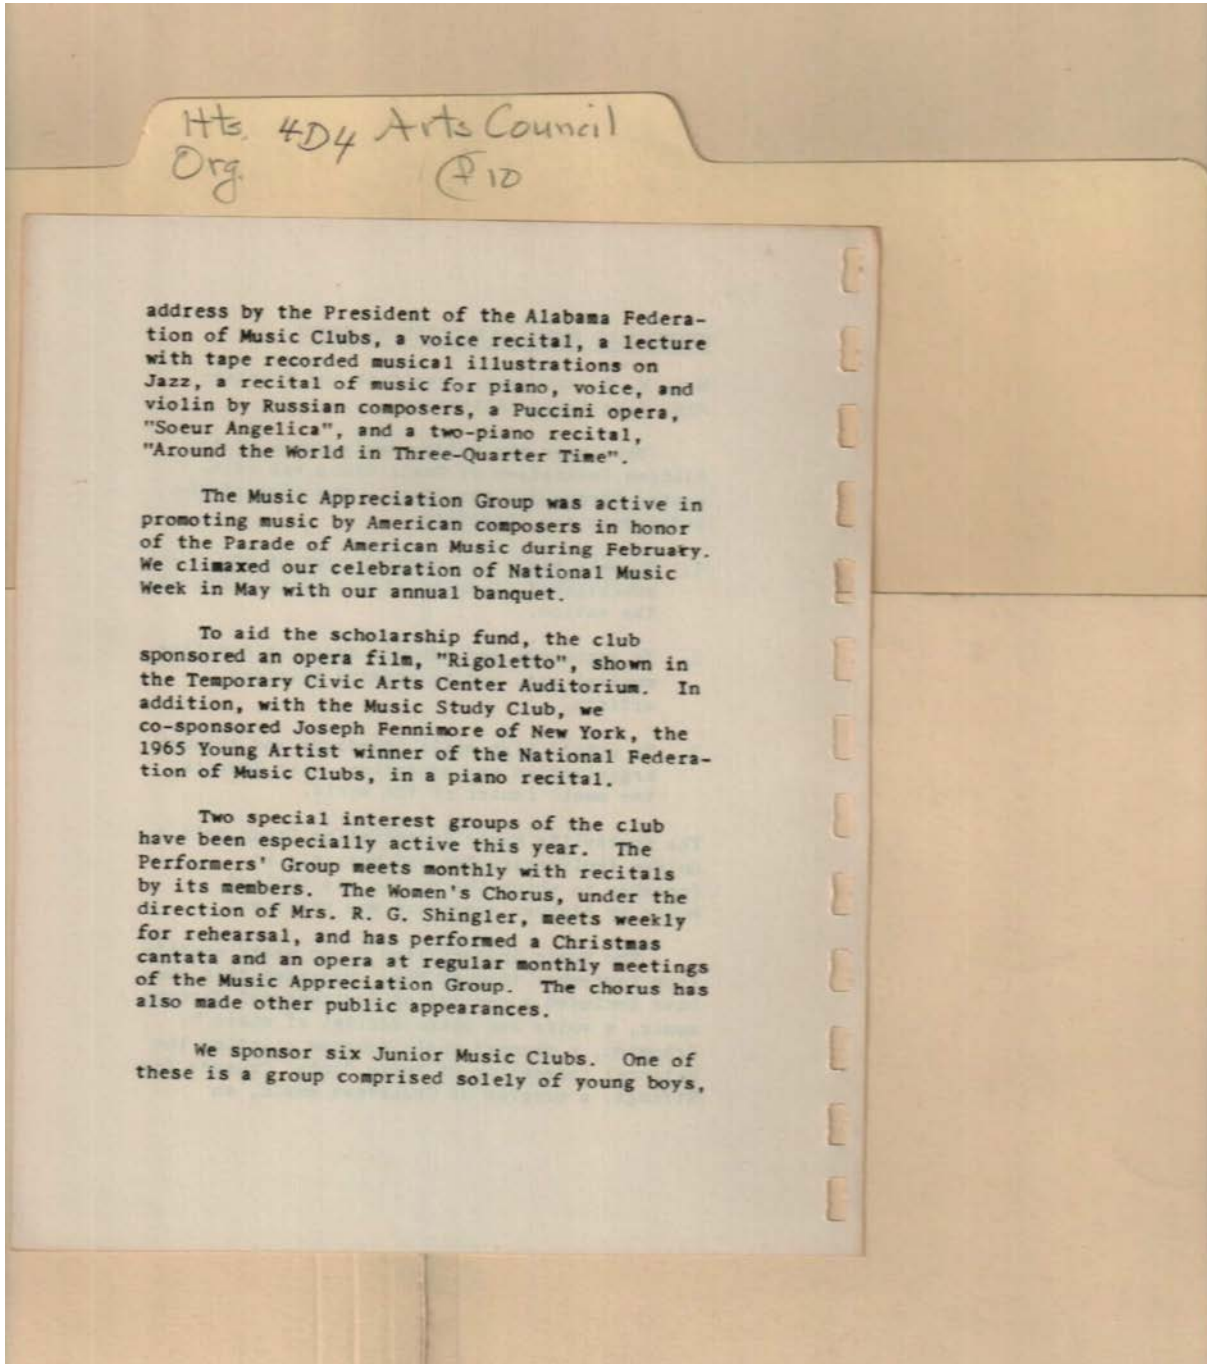 Hts. 4D4 Arts Council
Org. P 10
address by the President of the Alabama Federa-
tion of Music Clubs, a voice recital, a lecture
with tape recorded musical illustrations on
Jazz, a recital of music for piano, voice, and
violin by Russian composers, a Puccini opera,
"Soeur Angelica", and a two-piano recital,
"Around the World in Three-Quarter Time".
The Music Appreciation Group was active in
promoting music by American composers in honor
of the Parade of American Music during February.
We climaxed our celebration of National Music
Week in May with our annual banquet.
To aid the scholarship fund, the club
sponsored an opera film, "Rigoletto", shown in
the Temporary Civic Arts Center Auditorium. In
addition, with the Music Study Club, we
co-sponsored Joseph Fennimore of New York, the
1965 Young Artist winner of the National Federa-
tion of Music Clubs, in a piano recital.
Two special interest groups of the club
have been especially active this year. The
Performers' Group meets monthly with recitals
by its members. The Women's Chorus, under the
direction of Mrs. R. G. Shingler, meets weekly
for rehearsal, and has performed a Christmas
cantata and an opera at regular monthly meetings
of the Music Appreciation Group. The chorus has
also made other public appearances.
We sponsor six Junior Music Clubs. One of
these is a group comprised solely of young boys,